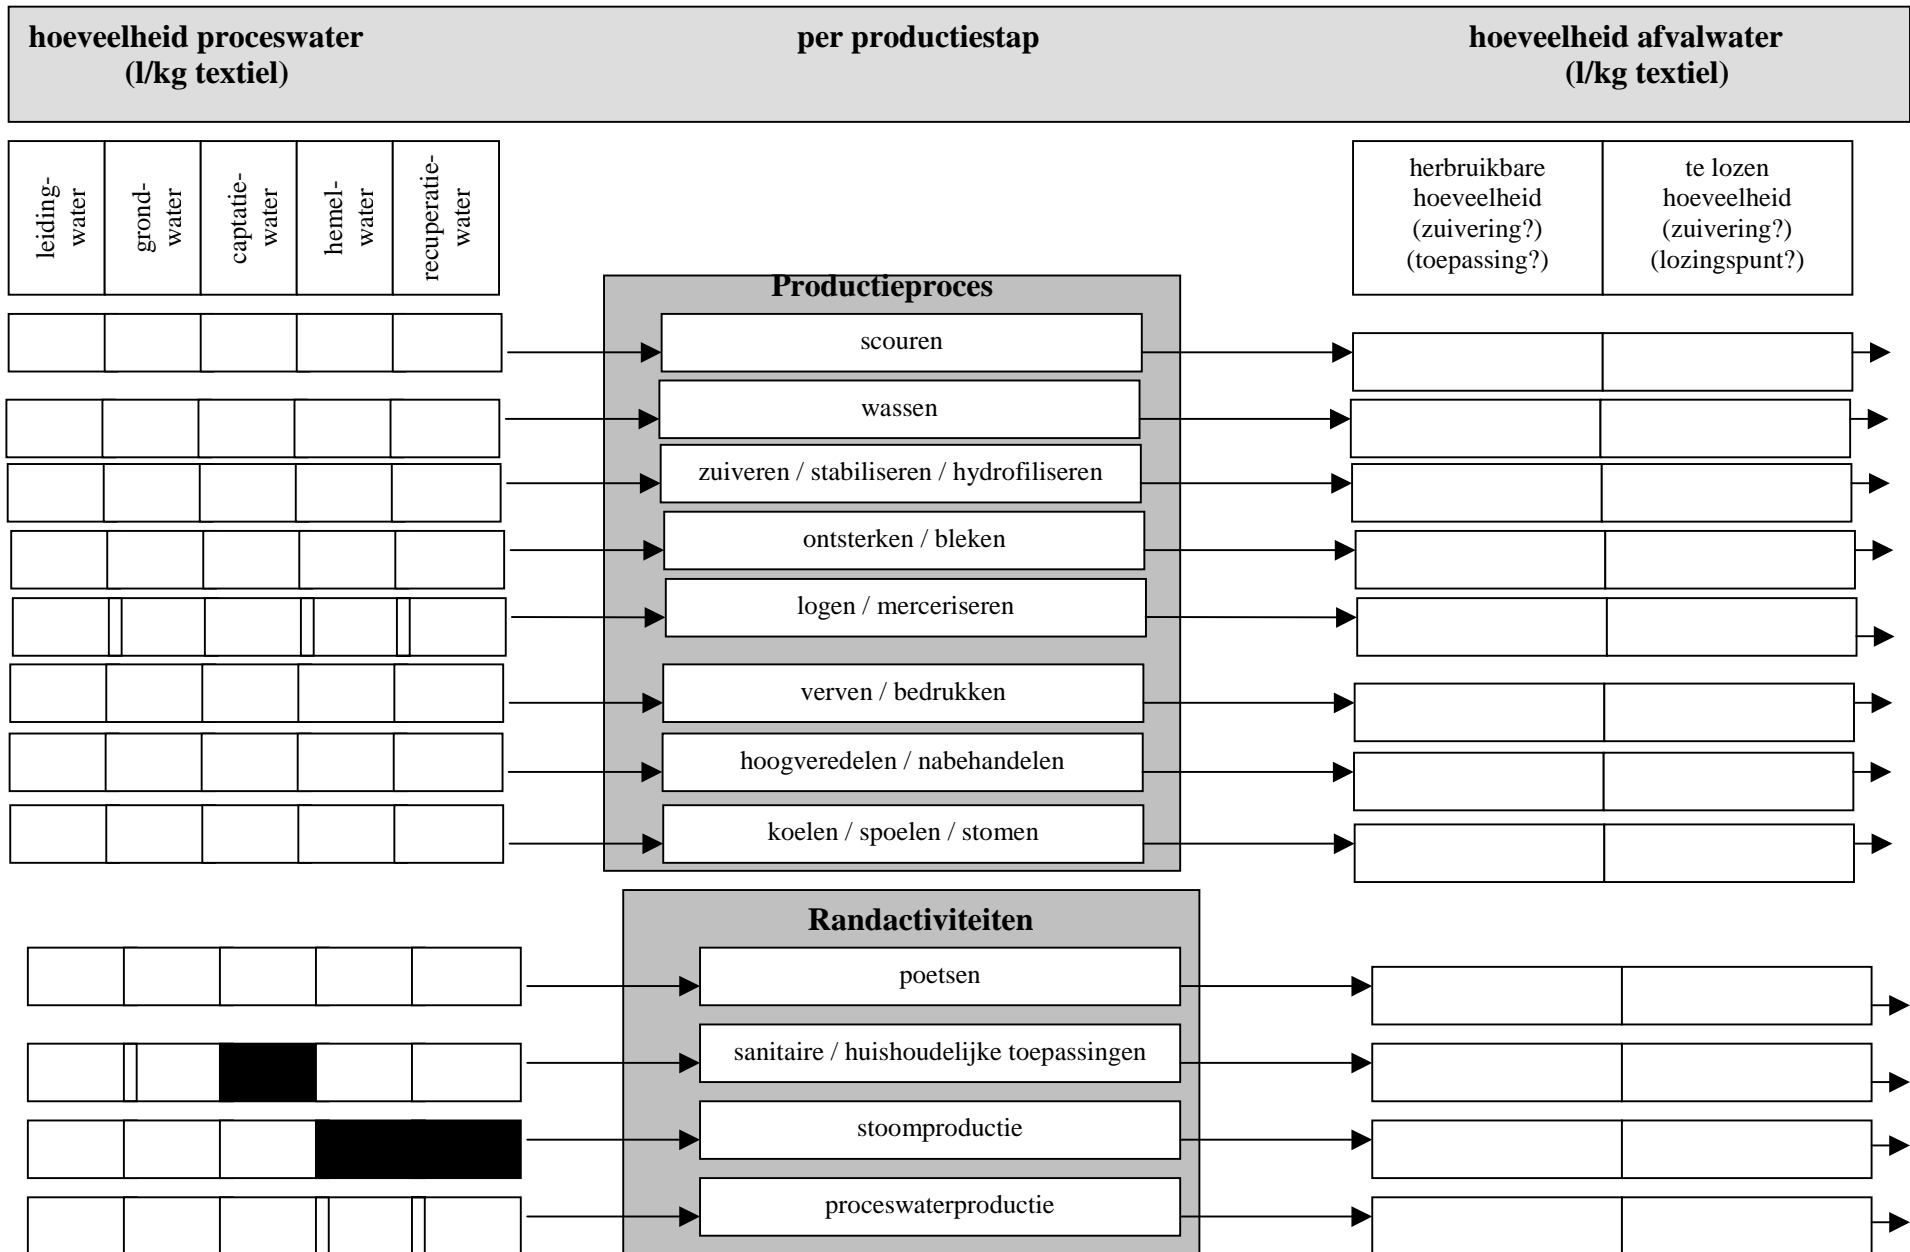 hoeveelheid proceswater
(l/kg textiel)
per productiestap
hoeveelheid afvalwater
(l/kg textiel)
leiding-
water
grond-
water
captatie-
water
hemel-
water
recuperatie-
water
herbruikbare
hoeveelheid
(zuivering?)
(toepassing?)
te lozen
hoeveelheid
(zuivering?)
(lozingspunt?)
Productieproces
scouren
wassen
zuiveren / stabiliseren / hydrofiliseren
ontsterken / bleken
logen / merceriseren
verven / bedrukken
hoogveredelen / nabehandelen
koelen / spoelen / stomen
Randactiviteiten
poetsen
sanitaire / huishoudelijke toepassingen
stoomproductie
proceswaterproductie